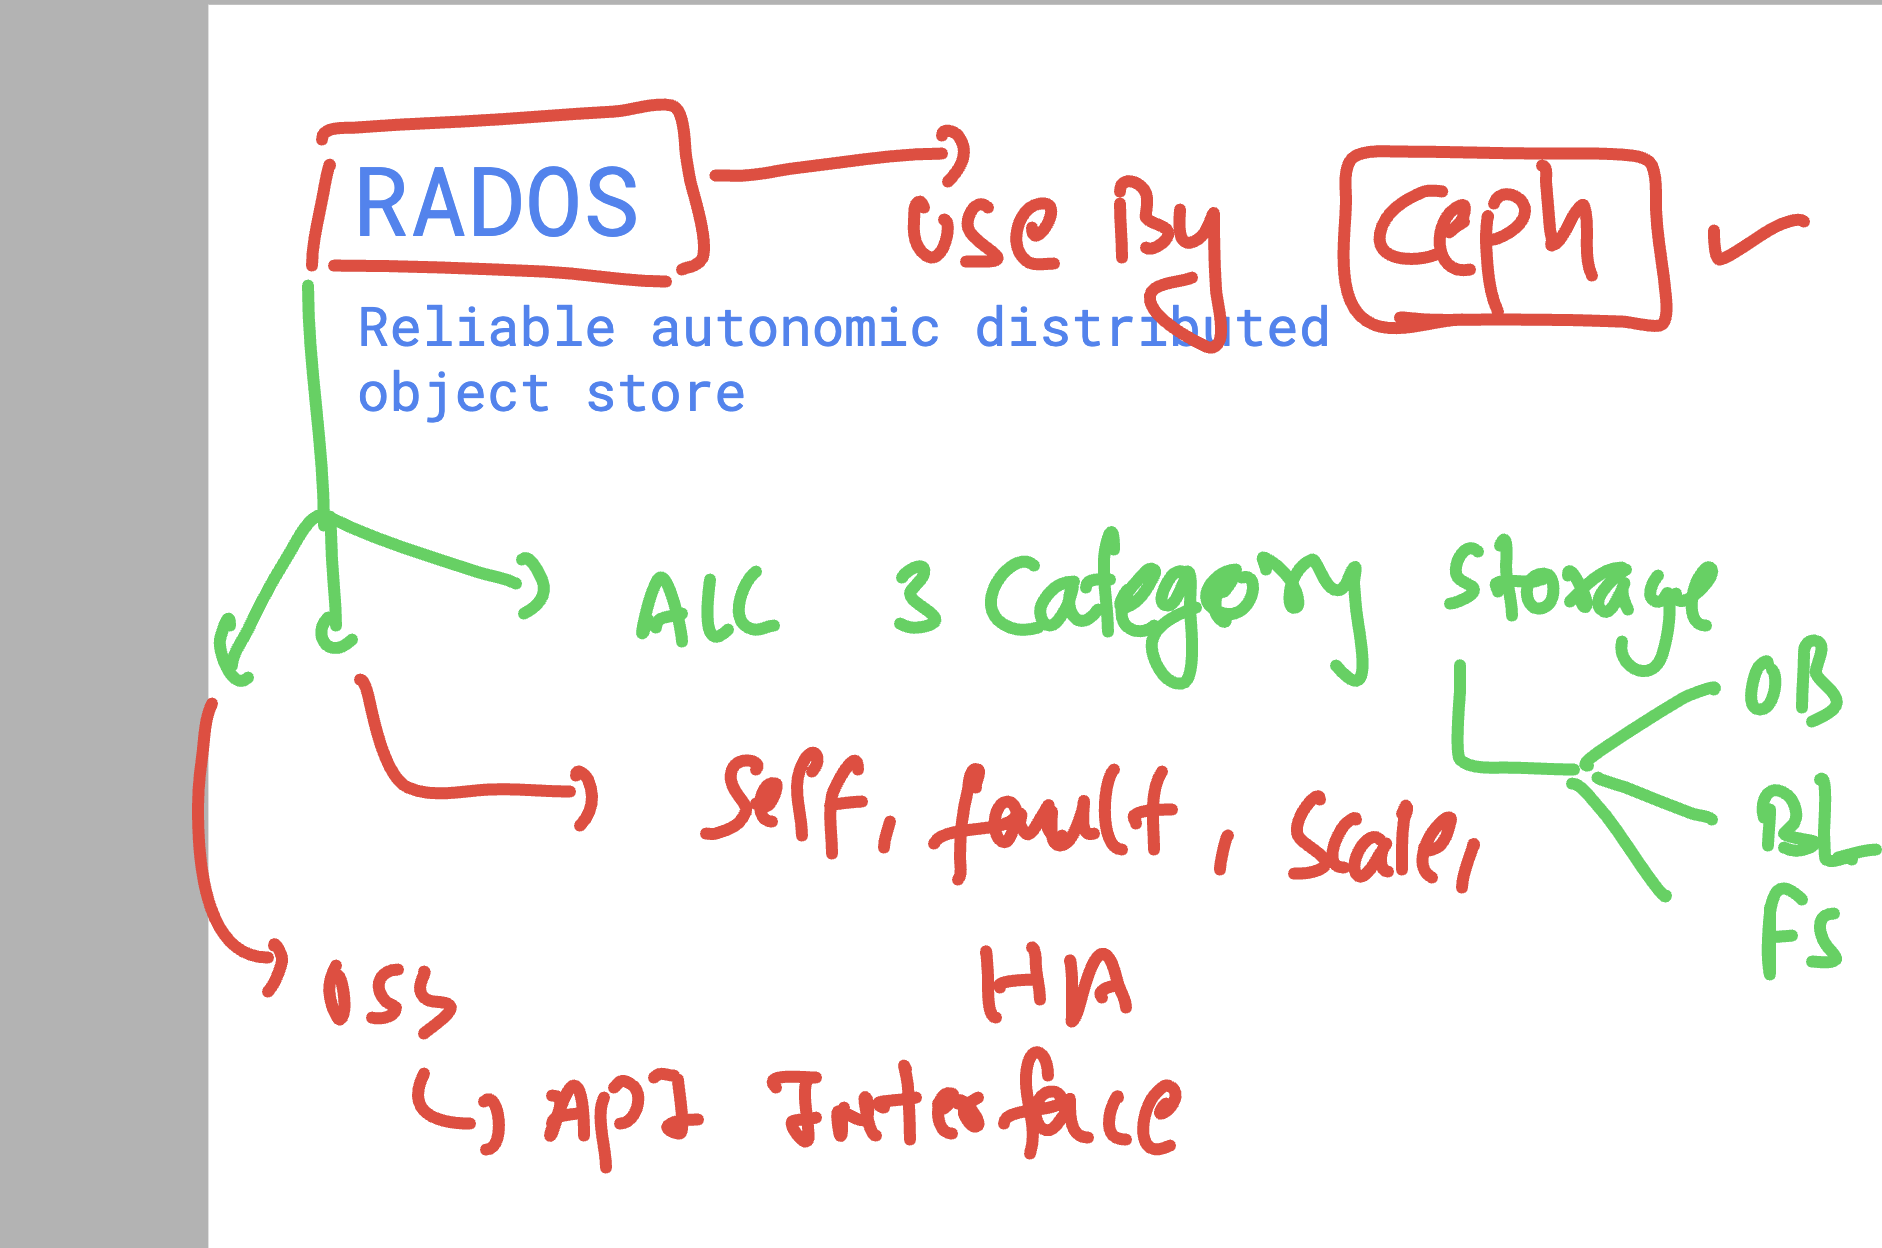 RADOS
Use By Ceph
Reliable autonomic distributed
object store
All 3 Category Storage
OB
BL
FS
Self, fault, Scale,
HA
OSS
API Interface